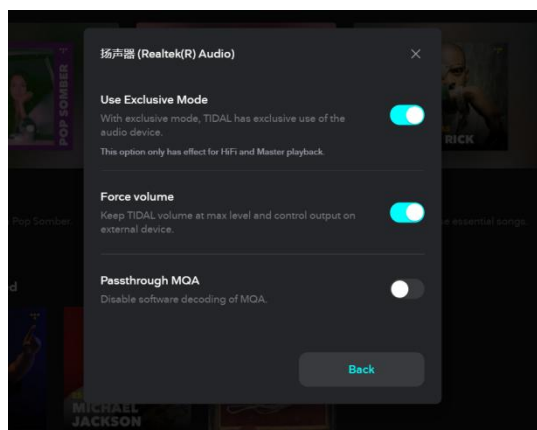 扬声器 (Realtek(R) Audio)
Use Exclusive Mode
With exclusive mode, TIDAL has exclusive use of the
audio device.
This option only has effect for HiFi and Master playback.
POP SOMBER
RICK
Force volume
Keep TIDAL volume at max level and control output on
external device.
Pop Somber
e essential songs.
Passthrough MQA
Disable software decoding of MQA.
d
Back
MICHAEL
JACKSON